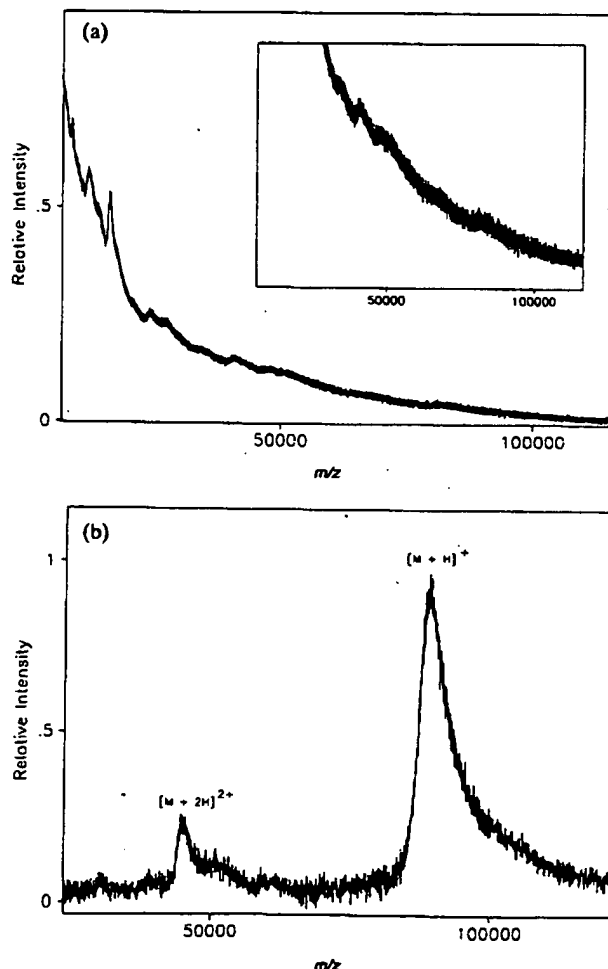 (a)
Relative Intensity
.5
0
50000
100000
m/z
50000
100000
(b)
[M + H]+
[M + 2H]2+
Relative Intensity
1
.5
0
50000
100000
m/z